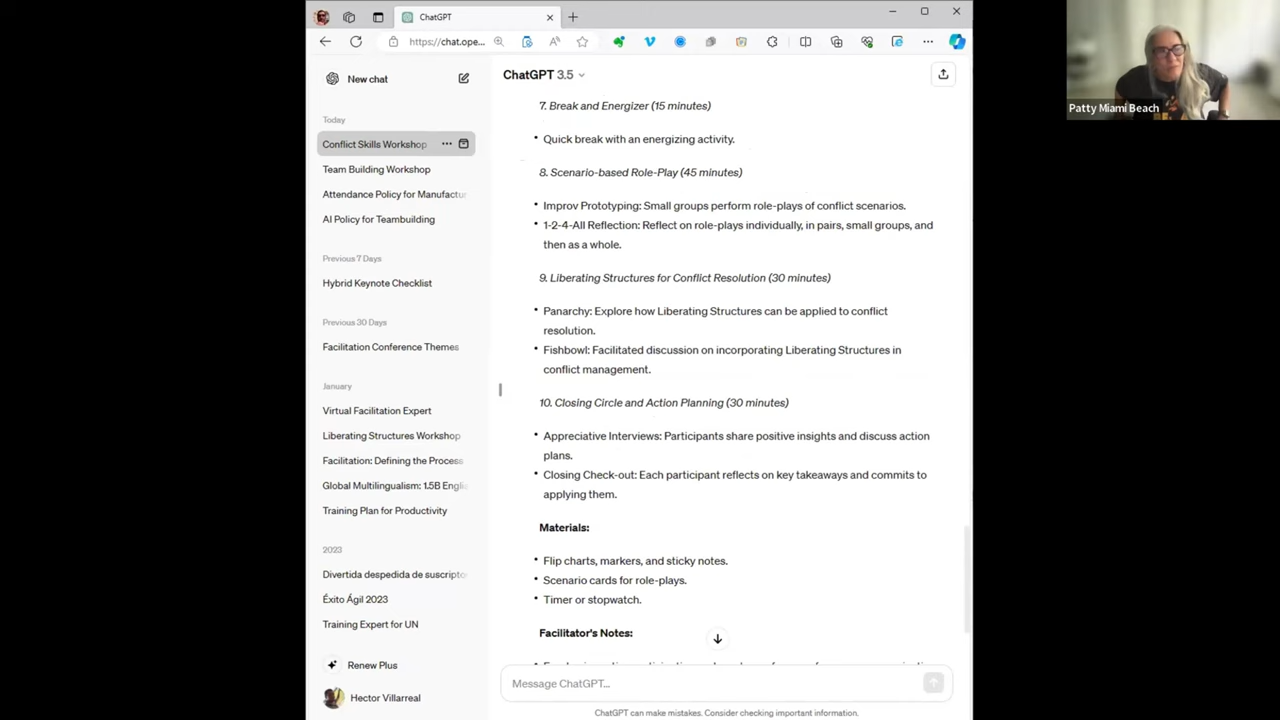 ChatGPT
https://chat.ope...
New chat
Today
Conflict Skills Workshop
Team Building Workshop
Attendance Policy for Manufactur
AI Policy for Teambuilding
Previous 7 Days
Hybrid Keynote Checklist
Previous 30 Days
Facilitation Conference Themes
January
Virtual Facilitation Expert
Liberating Structures Workshop
Facilitation: Defining the Process
Global Multilingualism: 1.5B Engli
Training Plan for Productivity
2023
Divertida despedida de suscripto
Éxito Ágil 2023
Training Expert for UN
Renew Plus
Hector Villarreal
ChatGPT 3.5
7. Break and Energizer (15 minutes)
• Quick break with an energizing activity.
8. Scenario-based Role-Play (45 minutes)
• Improv Prototyping: Small groups perform role-plays of conflict scenarios.
• 1-2-4-All Reflection: Reflect on role-plays individually, in pairs, small groups, and
then as a whole.
9. Liberating Structures for Conflict Resolution (30 minutes)
• Panarchy: Explore how Liberating Structures can be applied to conflict
resolution.
• Fishbowl: Facilitated discussion on incorporating Liberating Structures in
conflict management.
10. Closing Circle and Action Planning (30 minutes)
• Appreciative Interviews: Participants share positive insights and discuss action
plans.
• Closing Check-out: Each participant reflects on key takeaways and commits to
applying them.
Materials:
• Flip charts, markers, and sticky notes.
• Scenario cards for role-plays.
• Timer or stopwatch.
Facilitator's Notes:
Message ChatGPT...
ChatGPT can make mistakes. Consider checking important information.
Patty Miami Beach